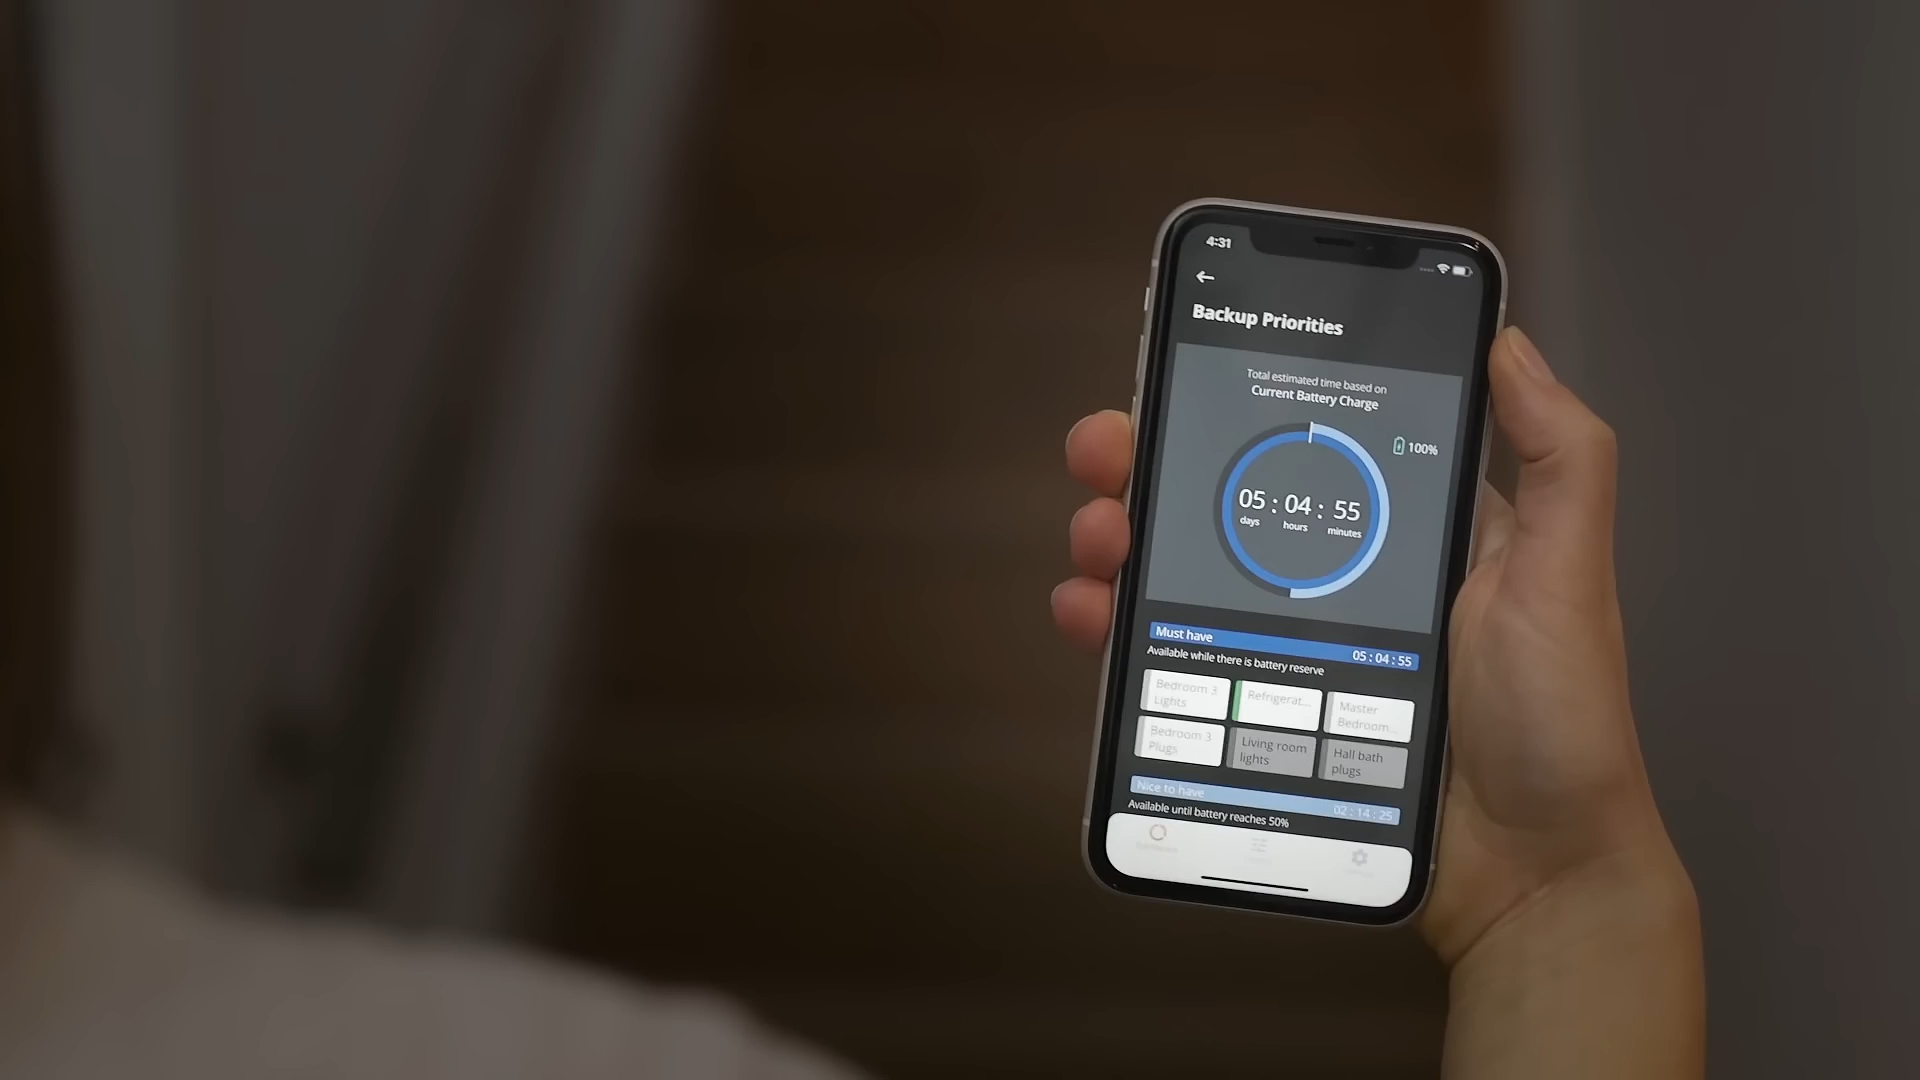 4:31
Backup Priorities
Total estimated time based on
Current Battery Charge
100%
05 : 04 : 55
days hours minutes
Must have 05 : 04 : 55
Available while there is battery reserve
Bedroom 3
Lights
Refrigerat...
Master
Bedroom...
Bedroom 3
Plugs
Living room
lights
Hall bath
plugs
Nice to have 02 : 14 : 25
Available until battery reaches 50%